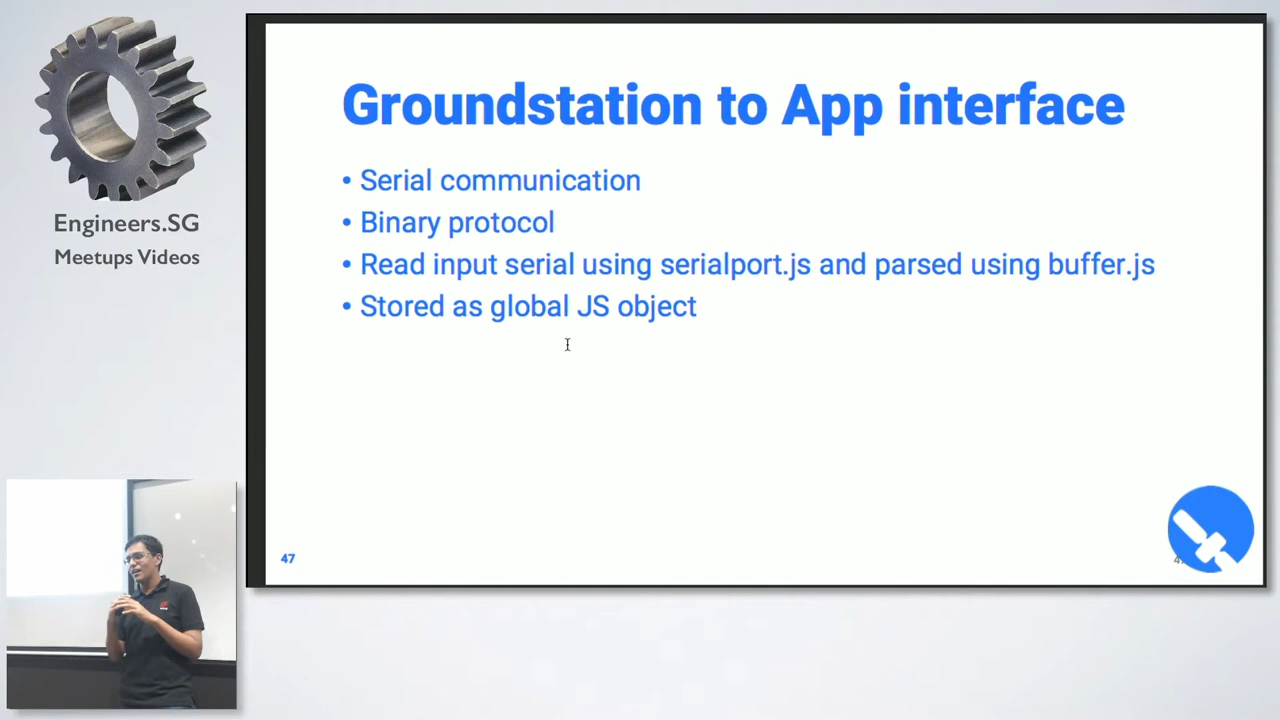 Engineers.SG
Meetups Videos
Groundstation to App interface
• Serial communication
• Binary protocol
• Read input serial using serialport.js and parsed using buffer.js
• Stored as global JS object
47